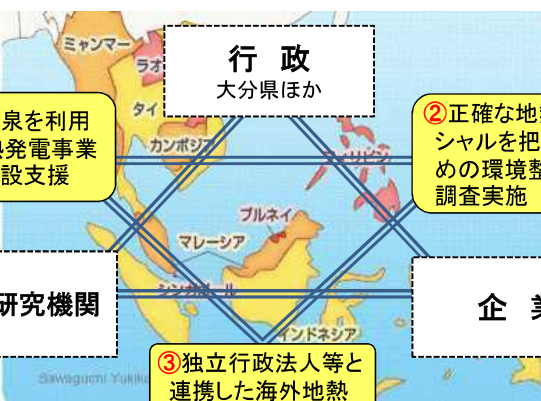 ミャンマー
ラオ
タイ
カンボジア
フィリピン
行 政
大分県ほか
泉を利用
熱発電事業
設支援
②正確な地熱
シャルを把
めの環境整
調査実施
ブルネイ
マレーシア
シンガポール
インドネシア
研究機関
企 業
③独立行政法人等と
連携した海外地熱
Sawaguchi Yukik